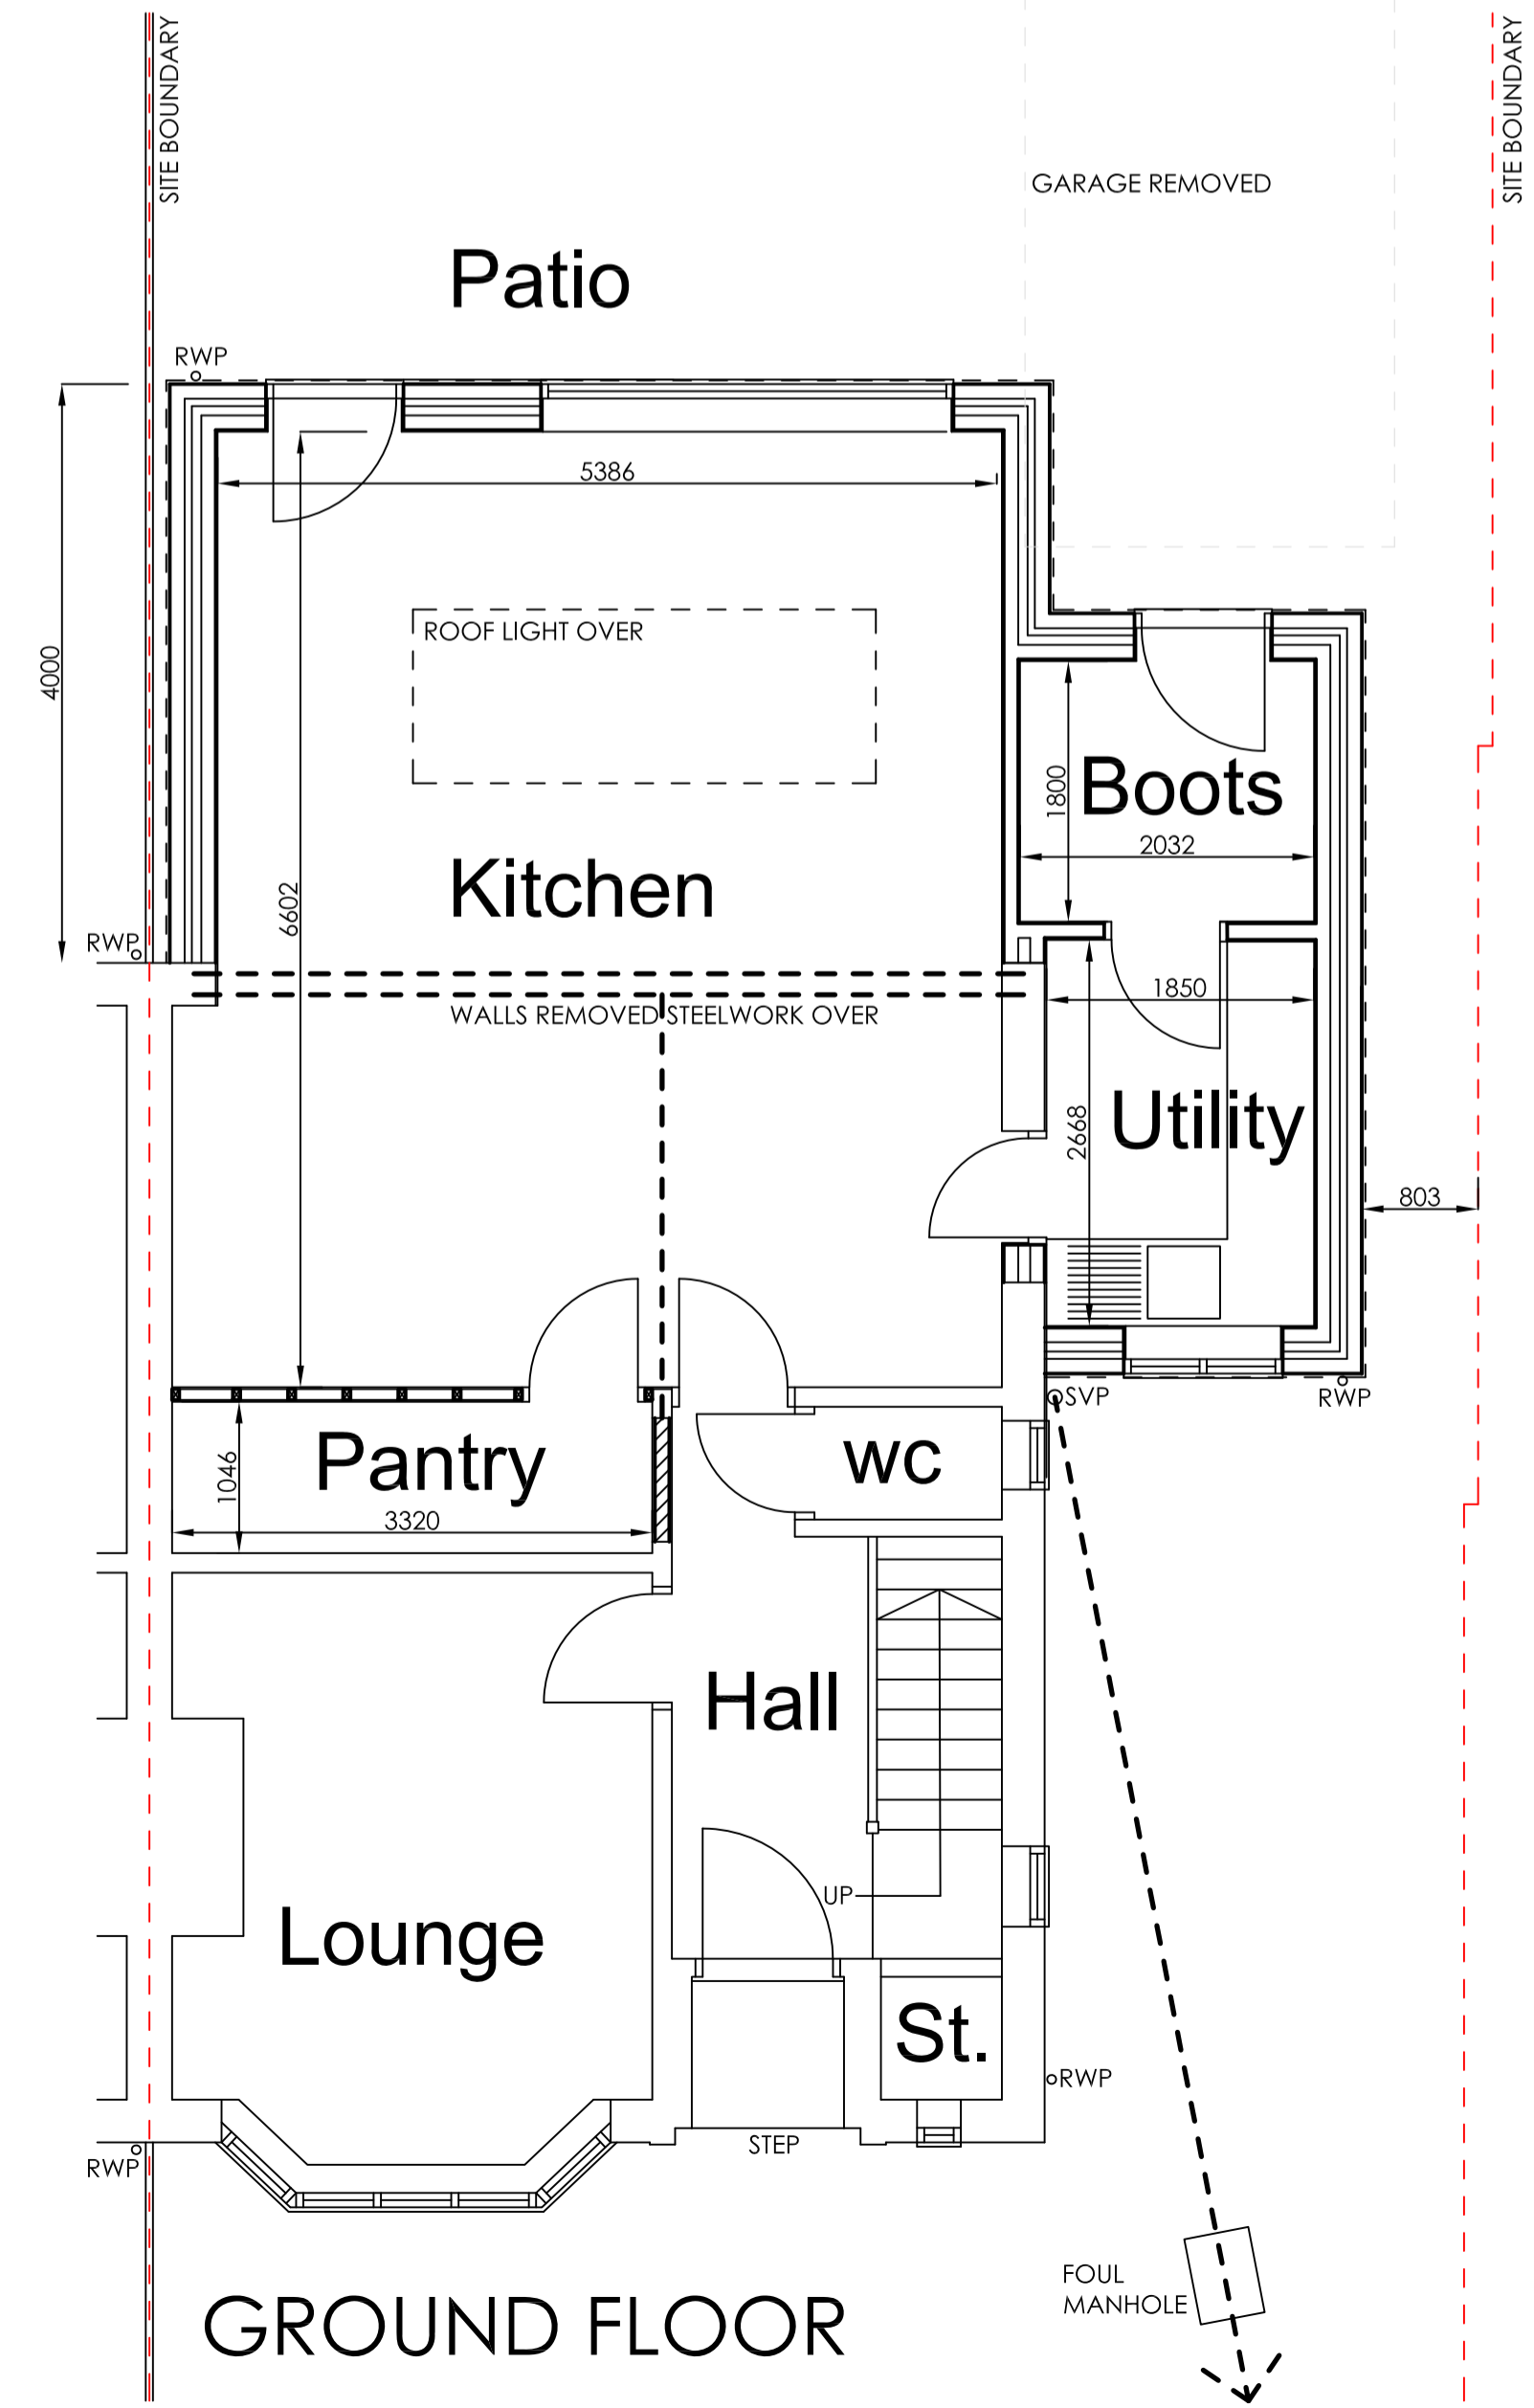 SITE BOUNDARY
SITE BOUNDARY
GARAGE REMOVED
Patio
RWP
5386
ROOF LIGHT OVER
4000
1800
Boots
2032
Kitchen
6602
RWP
1850
WALLS REMOVED STEELWORK OVER
2668
Utility
803
SVP
RWP
Pantry
wc
1046
3320
Hall
UP
Lounge
St.
RWP
STEP
RWP
FOUL
MANHOLE
GROUND FLOOR